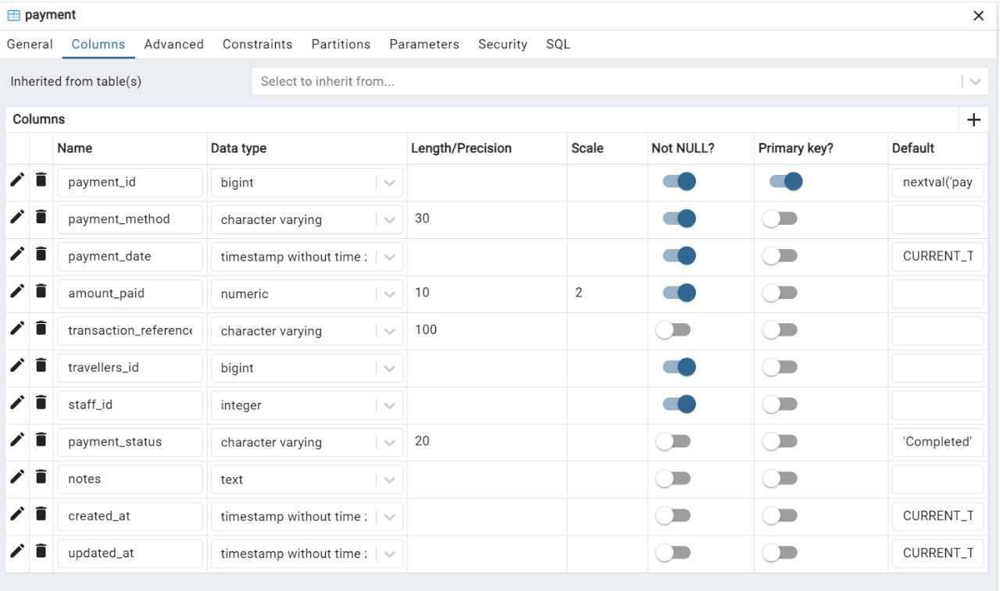 payment
General Columns Advanced Constraints Partitions Parameters Security SQL
Inherited from table(s) Select to inherit from...
Columns
Name Data type Length/Precision Scale Not NULL? Primary key? Default
payment_id bigint nextval('pay
payment_method character varying 30
payment_date timestamp without time CURRENT_T
amount_paid numeric 10 2
transaction_reference character varying 100
travellers_id bigint
staff_id integer
payment_status character varying 20 'Completed'
notes text
created_at timestamp without time CURRENT_T
updated_at timestamp without time CURRENT_T